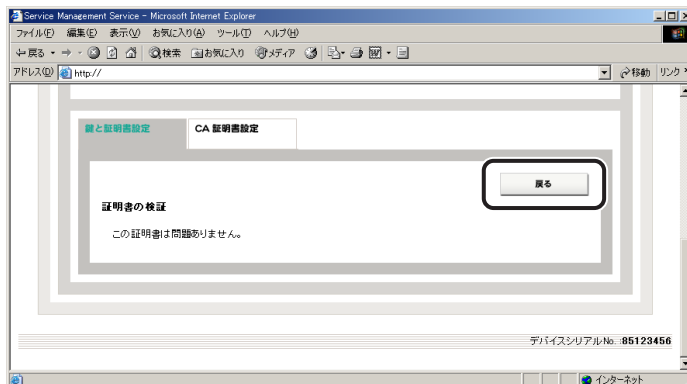 Service Management Service - Microsoft Internet Explorer
ファイル(F) 編集(E) 表示(V) お気に入り(A) ツール(T) ヘルプ(H)
戻る 検索 お気に入り メディア
アドレス(D) http:// 移動 リンク
鍵と証明書設定 CA 証明書設定
戻る
証明書の検証
この証明書は問題ありません。
デバイスシリアル No. :85123456
インターネット